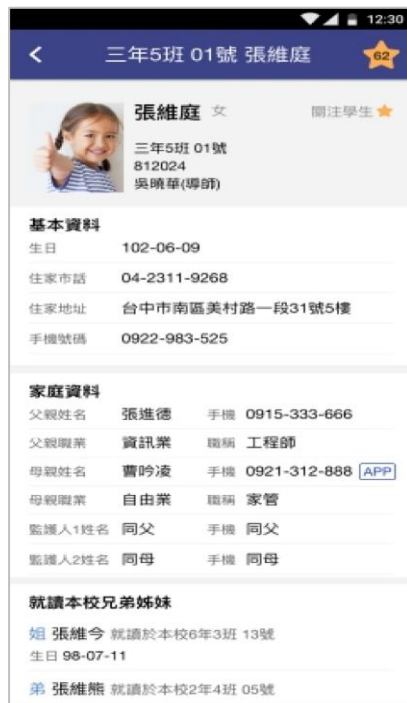 12:30
三年5班 01號 張維庭
62
張維庭 女 關注學生
三年5班 01號
812024
吳曉華(導師)
基本資料
生日 102-06-09
住家市話 04-2311-9268
住家地址 台中市南區美村路一段31號5樓
手機號碼 0922-983-525
家庭資料
父親姓名 張進德 手機 0915-333-666
父親職業 資訊業 職稱 工程師
母親姓名 曹吟凌 手機 0921-312-888 APP
母親職業 自由業 職稱 家管
監護人1姓名 同父 手機 同父
監護人2姓名 同母 手機 同母
就讀本校兄弟姊妹
姐 張維今 就讀於本校6年3班 13號
生日 98-07-11
弟 張維熊 就讀於本校2年4班 05號